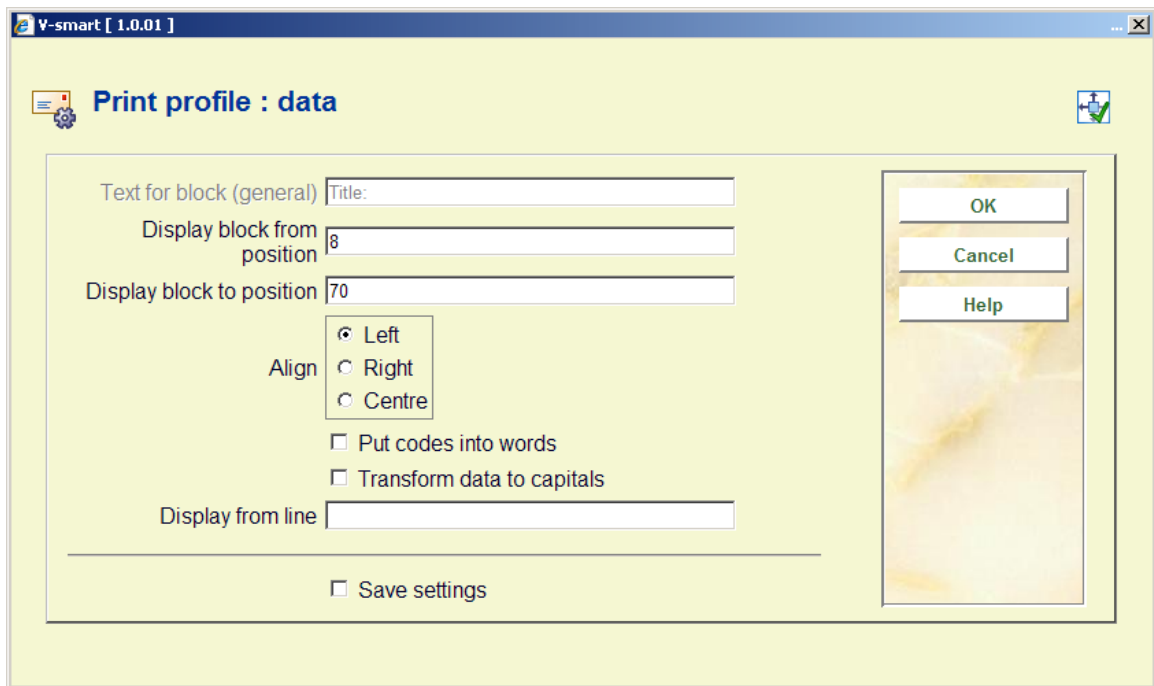 V-smart [ 1.0.01 ]
...
Print profile : data
Text for block (general)
Title:
Display block from
position
8
Display block to position
70
Align
Left
Right
Centre
Put codes into words
Transform data to capitals
Display from line
Save settings
OK
Cancel
Help